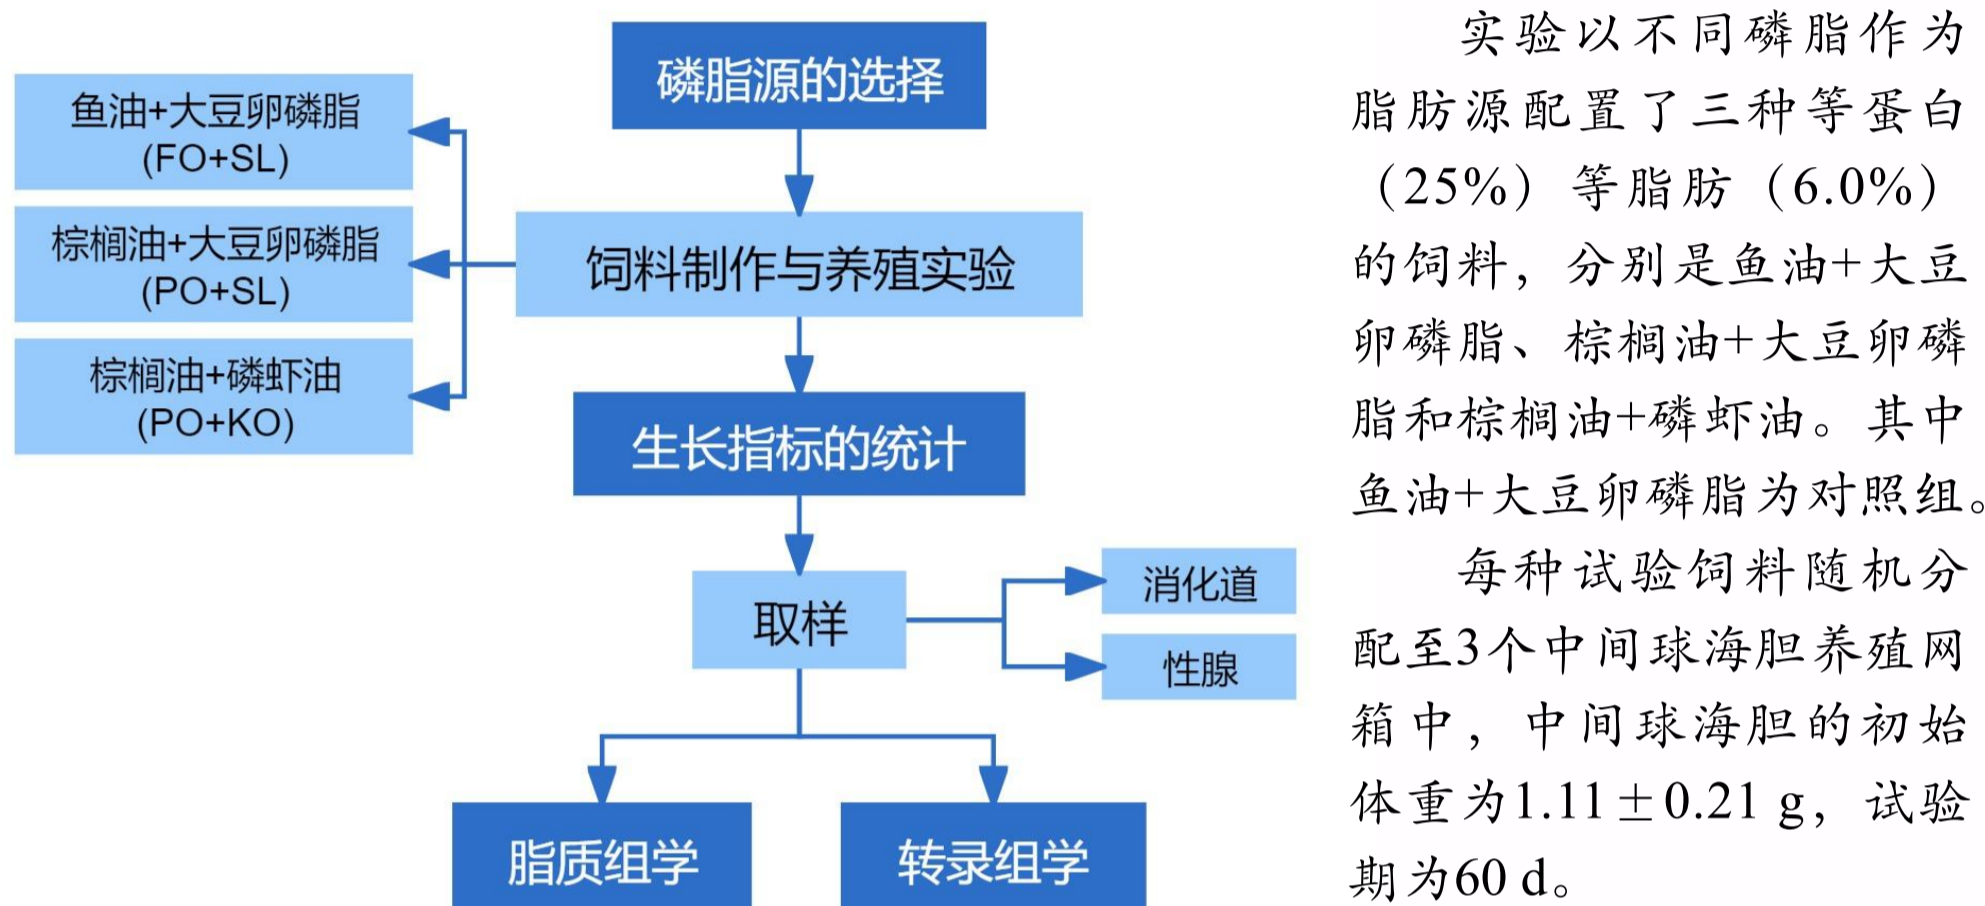 磷脂源的选择
鱼油+大豆卵磷脂
(FO+SL)
棕榈油+大豆卵磷脂
(PO+SL)
棕榈油+磷虾油
(PO+KO)
饲料制作与养殖实验
生长指标的统计
取样
消化道
性腺
脂质组学
转录组学
实验以不同磷脂作为
脂肪源配置了三种等蛋白
（25%）等脂肪（6.0%）
的饲料，分别是鱼油+大豆
卵磷脂、棕榈油+大豆卵磷
脂和棕榈油+磷虾油。其中
鱼油+大豆卵磷脂为对照组。
每种试验饲料随机分
配至3个中间球海胆养殖网
箱中，中间球海胆的初始
体重为1.11±0.21 g，试验
期为60 d。